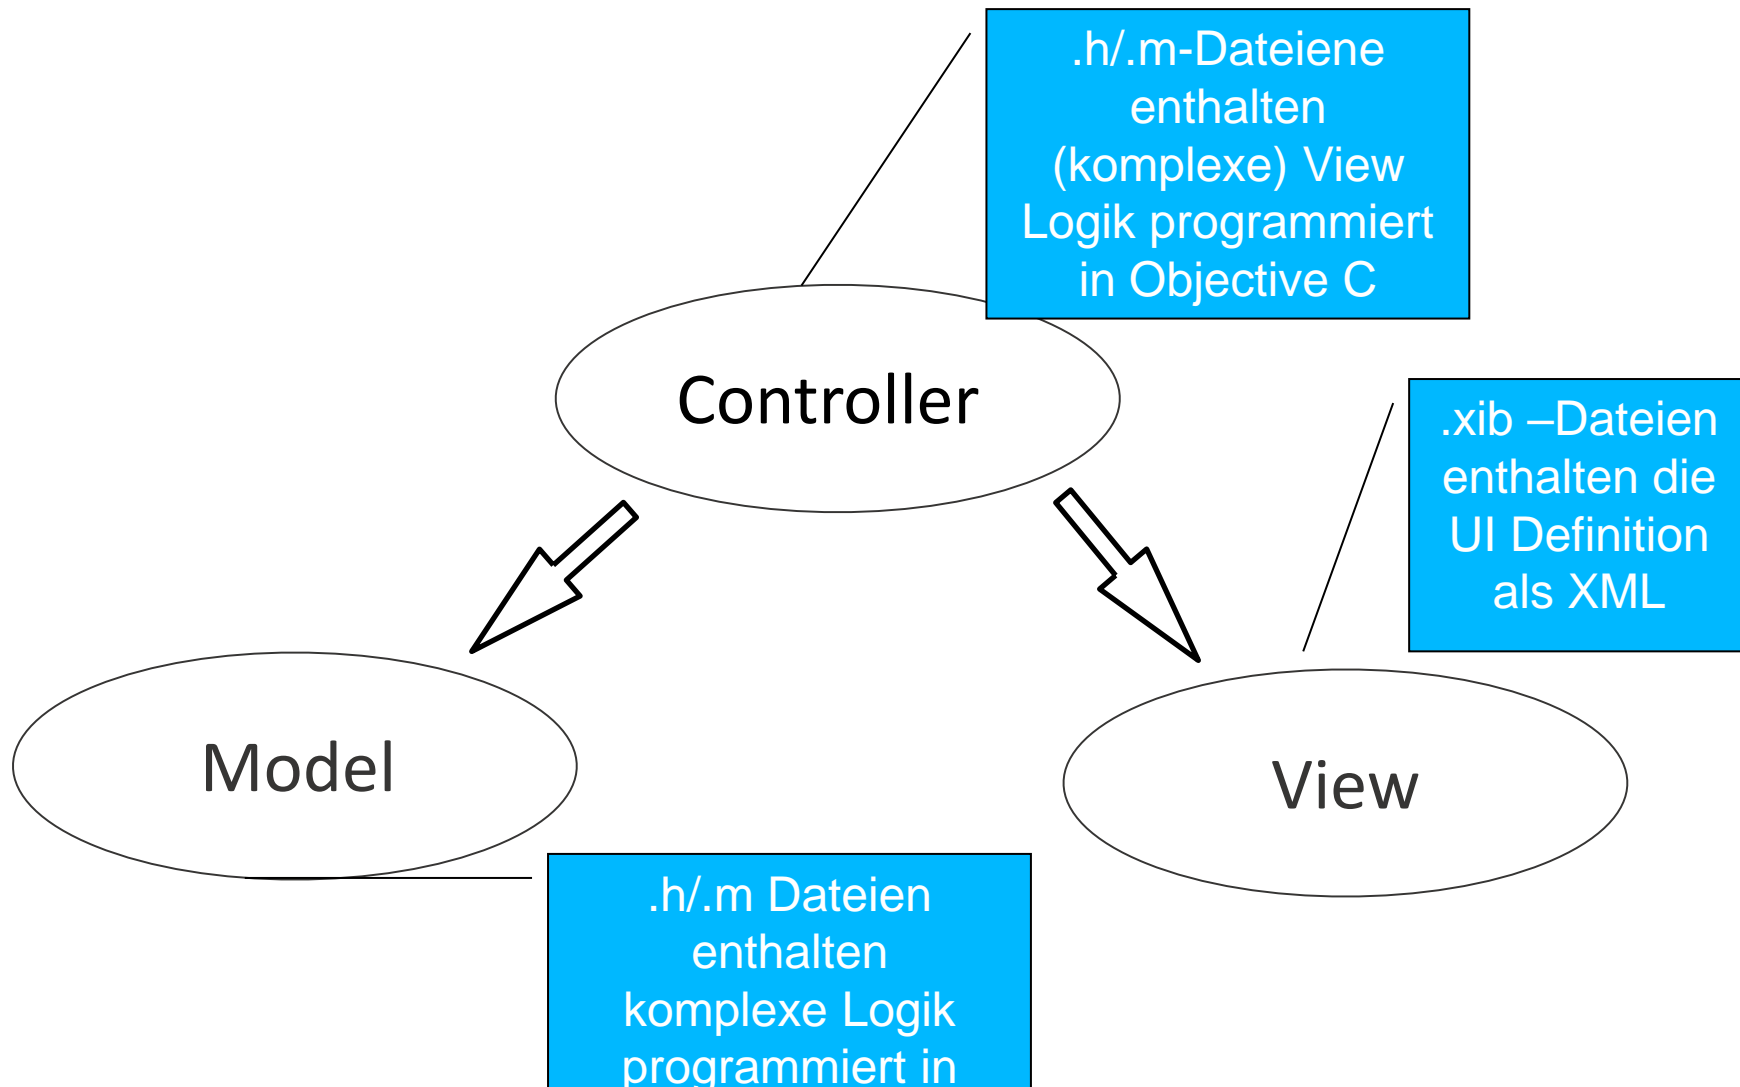 .h/.m-Dateiene
enthalten
(komplexe) View
Logik programmiert
in Objective C
Controller
.xib –Dateien
enthalten die
UI Definition
als XML
Model
View
.h/.m Dateien
enthalten
komplexe Logik
programmiert in